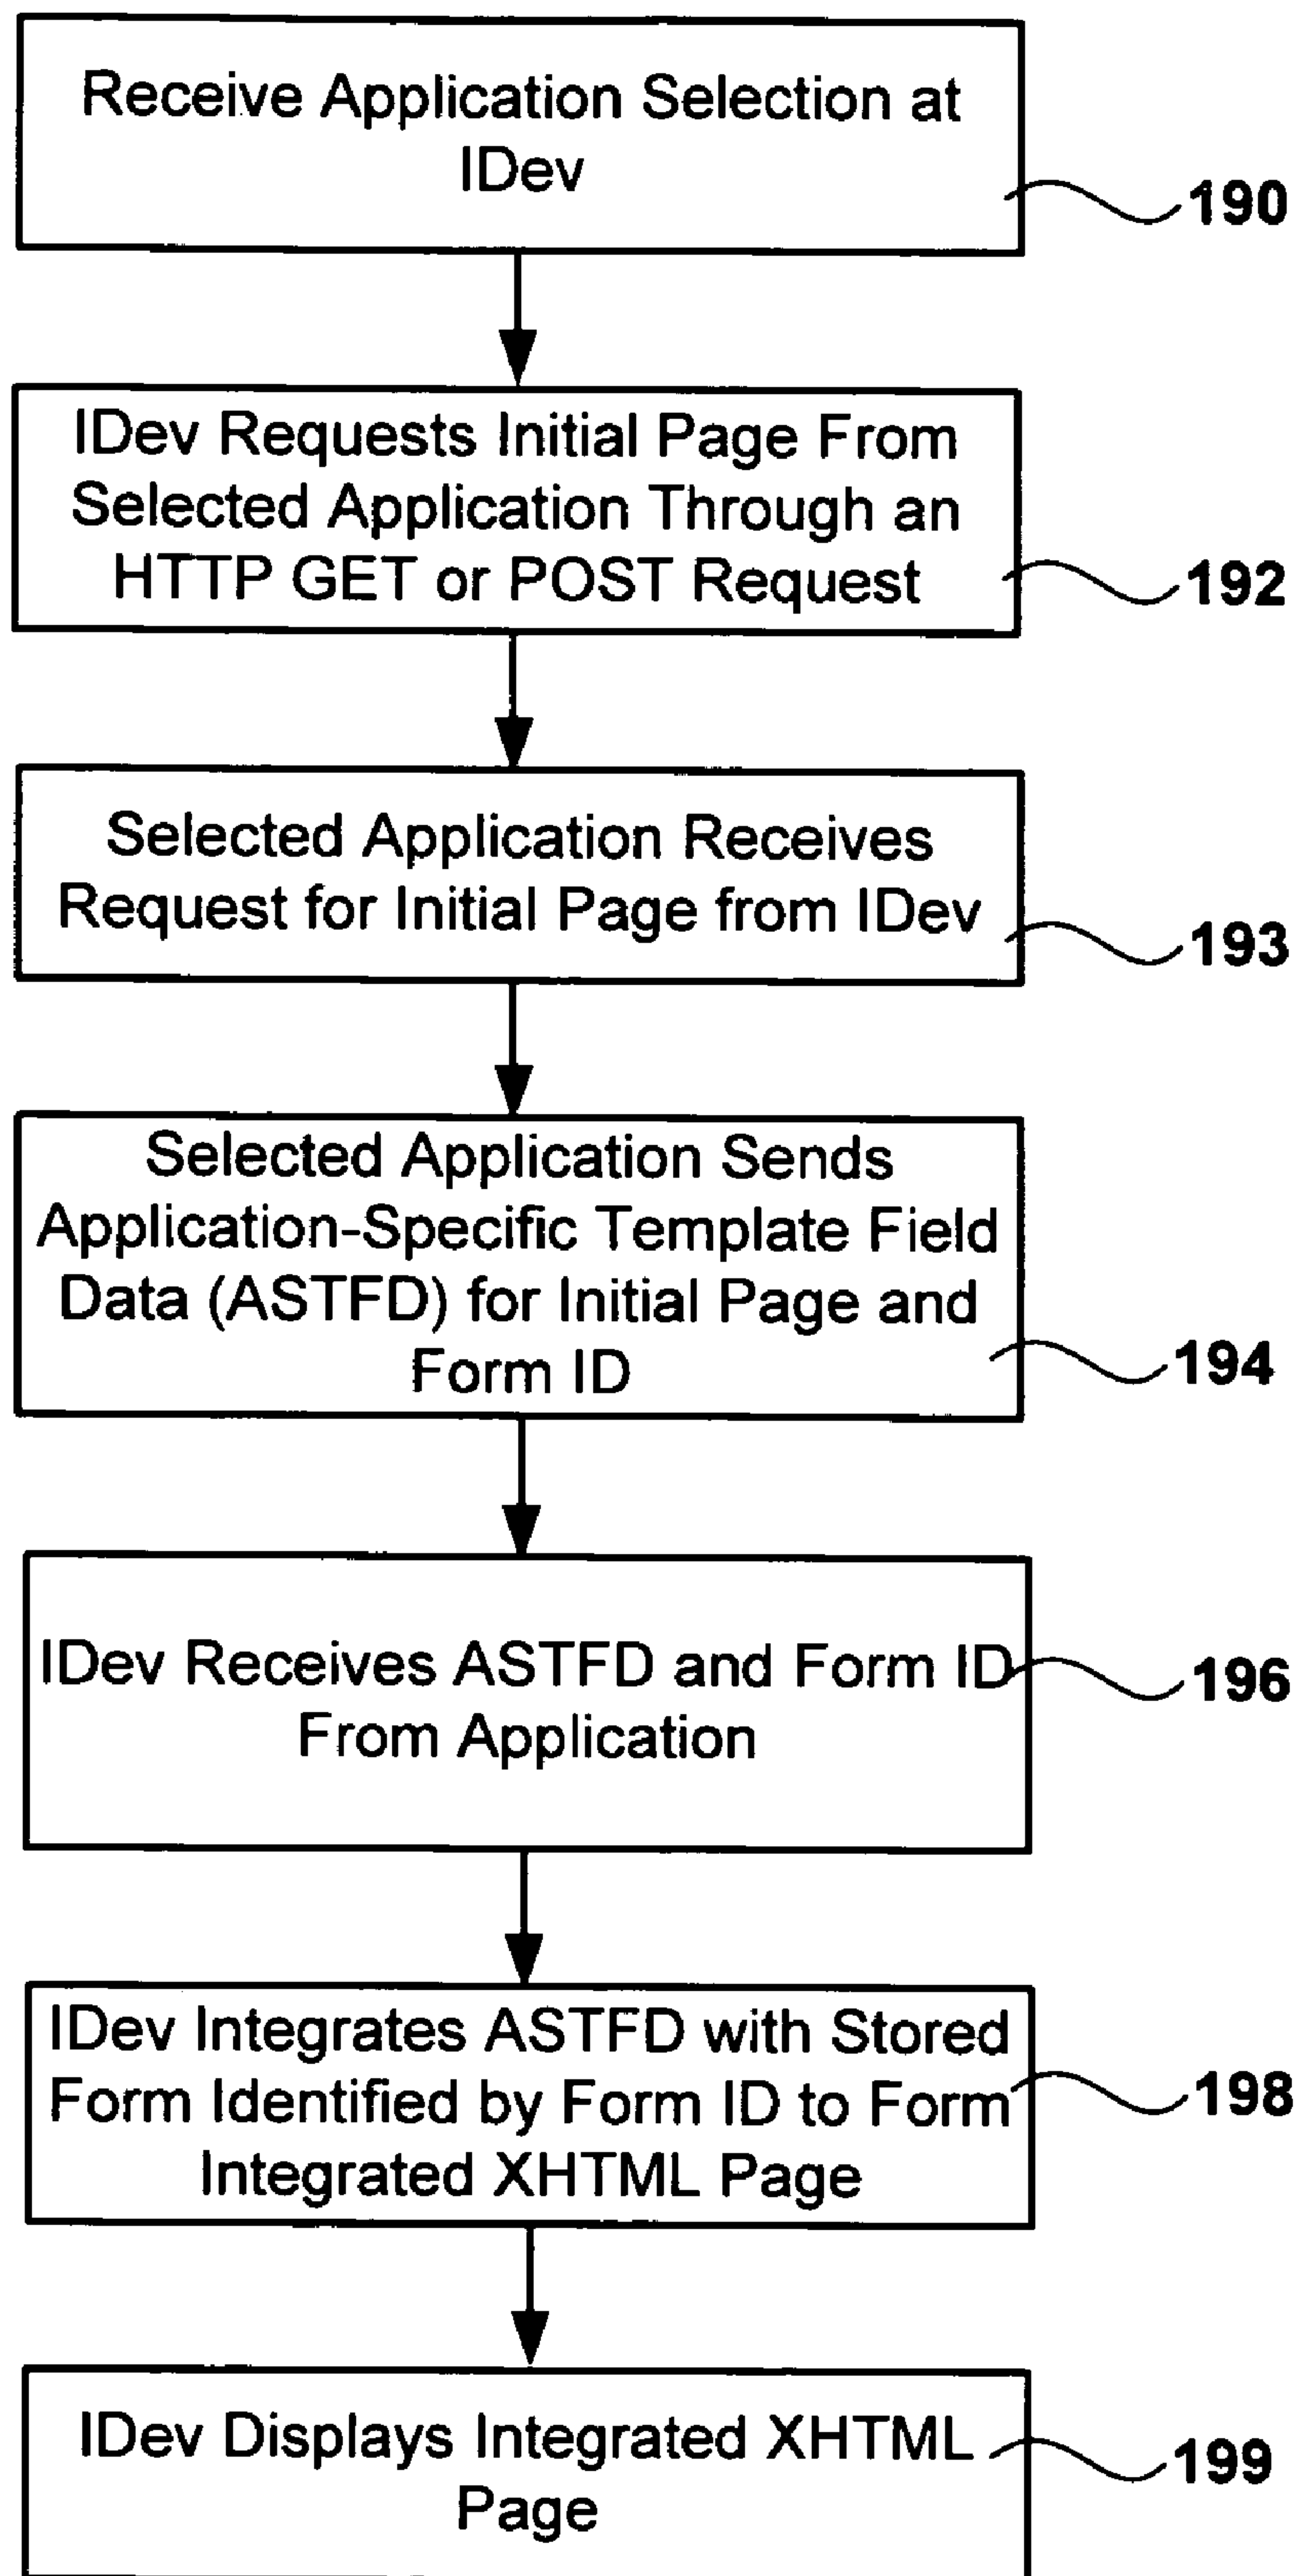 Receive Application Selection at
IDev
190
IDev Requests Initial Page From
Selected Application Through an
HTTP GET or POST Request
192
Selected Application Receives
Request for Initial Page from IDev
193
Selected Application Sends
Application-Specific Template Field
Data (ASTFD) for Initial Page and
Form ID
194
IDev Receives ASTFD and Form ID
From Application
196
IDev Integrates ASTFD with Stored
Form Identified by Form ID to Form
Integrated XHTML Page
198
IDev Displays Integrated XHTML
Page
199